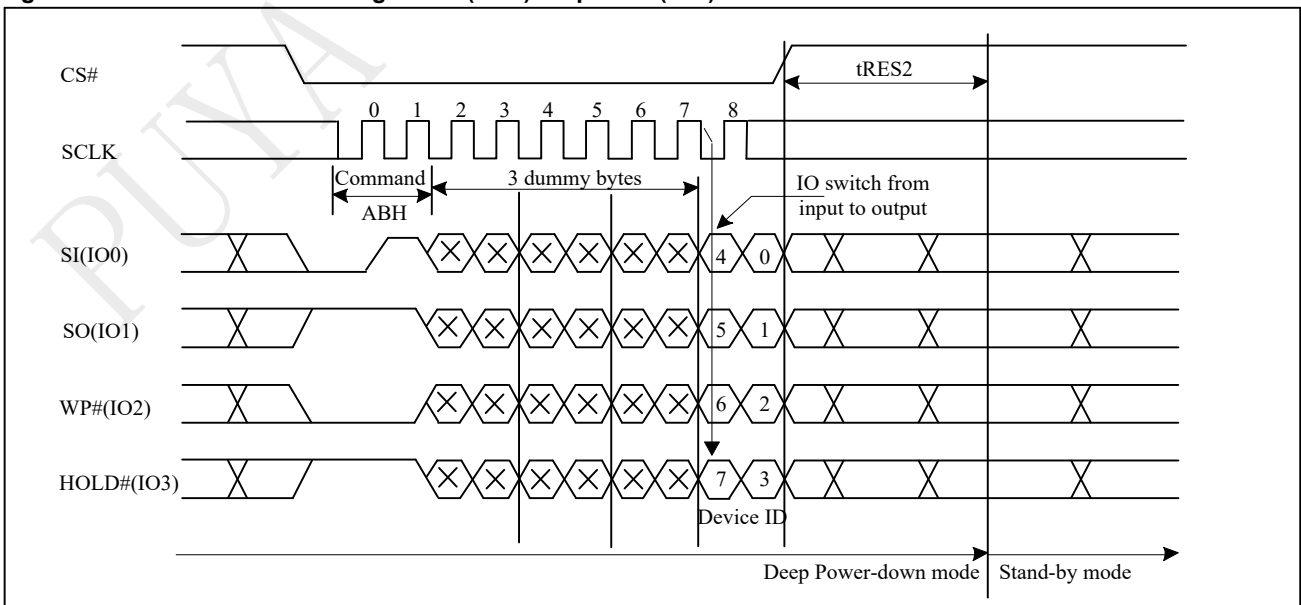 CS#
tRES2
0 1 2 3 4 5 6 7 8
SCLK
Command
3 dummy bytes
IO switch from
input to output
ABH
SI(IO0)
4 0
SO(IO1)
5 1
WP#(IO2)
6 2
HOLD#(IO3)
7 3
Device ID
Deep Power-down mode
Stand-by mode
PUYA